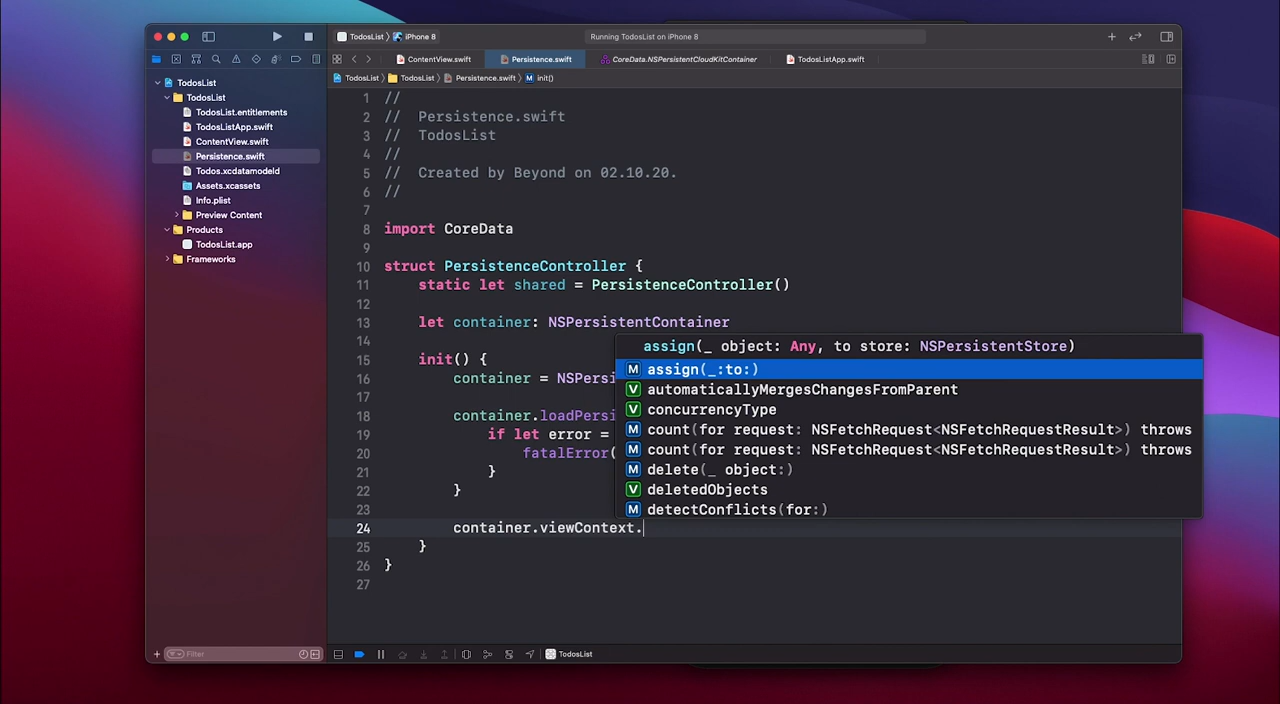 TodosList
iPhone 8
Running TodosList on iPhone 8
ContentView.swift
Persistence.swift
CoreData.NSPersistentCloudKitContainer
TodosListApp.swift
TodosList
TodosList
Persistence.swift
M init()
TodosList
TodosList
TodosList.entitlements
TodosListApp.swift
ContentView.swift
Persistence.swift
Todos.xcdatamodeld
Assets.xcassets
Info.plist
Preview Content
Products
TodosList.app
Frameworks
Filter
1 //
2 //  Persistence.swift
3 //  TodosList
4 //
5 //  Created by Beyond on 02.10.20.
6 //
7
8 import CoreData
9
10 struct PersistenceController {
11     static let shared = PersistenceController()
12
13     let container: NSPersistentContainer
14
15     init() {
16         container = NSPersi
17
18         container.loadPersi
19             if let error =
20                 fatalError(
21             }
22         }
23
24         container.viewContext.
25     }
26 }
27
assign(_ object: Any, to store: NSPersistentStore)
M assign(_:to:)
V automaticallyMergesChangesFromParent
V concurrencyType
M count(for request: NSFetchRequest<NSFetchRequestResult>) throws
M count(for request: NSFetchRequest<NSFetchRequestResult>) throws
M delete(_ object:)
V deletedObjects
M detectConflicts(for:)
TodosList